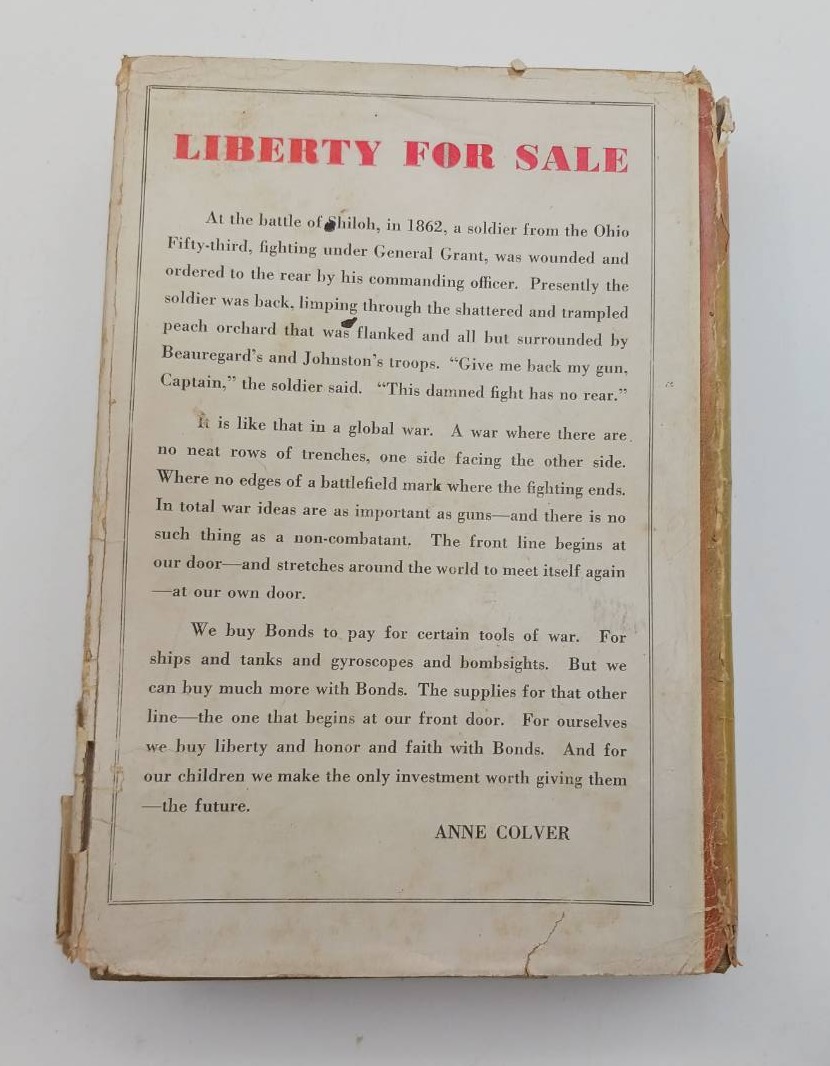 LIBERTY FOR SALE
At the battle of Shiloh, in 1862, a soldier from the Ohio
Fifty-third, fighting under General Grant, was wounded and
ordered to the rear by his commanding officer. Presently the
soldier was back, limping through the shattered and trampled
peach orchard that was flanked and all but surrounded by
Beauregard's and Johnston's troops. “Give me back my gun,
Captain,” the soldier said. “This damned fight has no rear.”
It is like that in a global war. A war where there are
no neat rows of trenches, one side facing the other side.
Where no edges of a battlefield mark where the fighting ends.
In total war ideas are as important as guns—and there is no
such thing as a non-combatant. The front line begins at
our door—and stretches around the world to meet itself again
—at our own door.
We buy Bonds to pay for certain tools of war. For
ships and tanks and gyroscopes and bombsights. But we
can buy much more with Bonds. The supplies for that other
line—the one that begins at our front door. For ourselves
we buy liberty and honor and faith with Bonds. And for
our children we make the only investment worth giving them
—the future.
ANNE COLVER